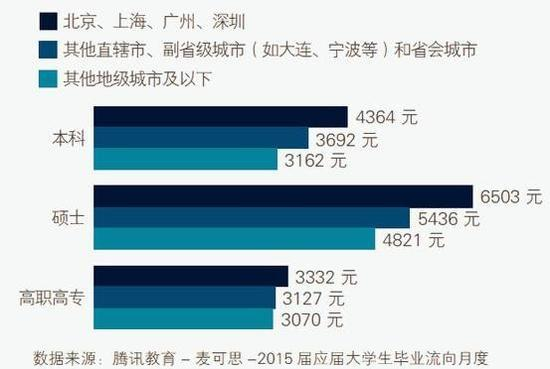 北京、上海、广州、深圳
其他直辖市、副省级城市（如大连、宁波等）和省会城市
其他地级城市及以下
本科
4364 元
3692 元
3162 元
硕士
6503 元
5436 元
4821 元
高职高专
3332 元
3127 元
3070 元
数据来源：腾讯教育 – 麦可思 –2015 届应届大学生毕业流向月度